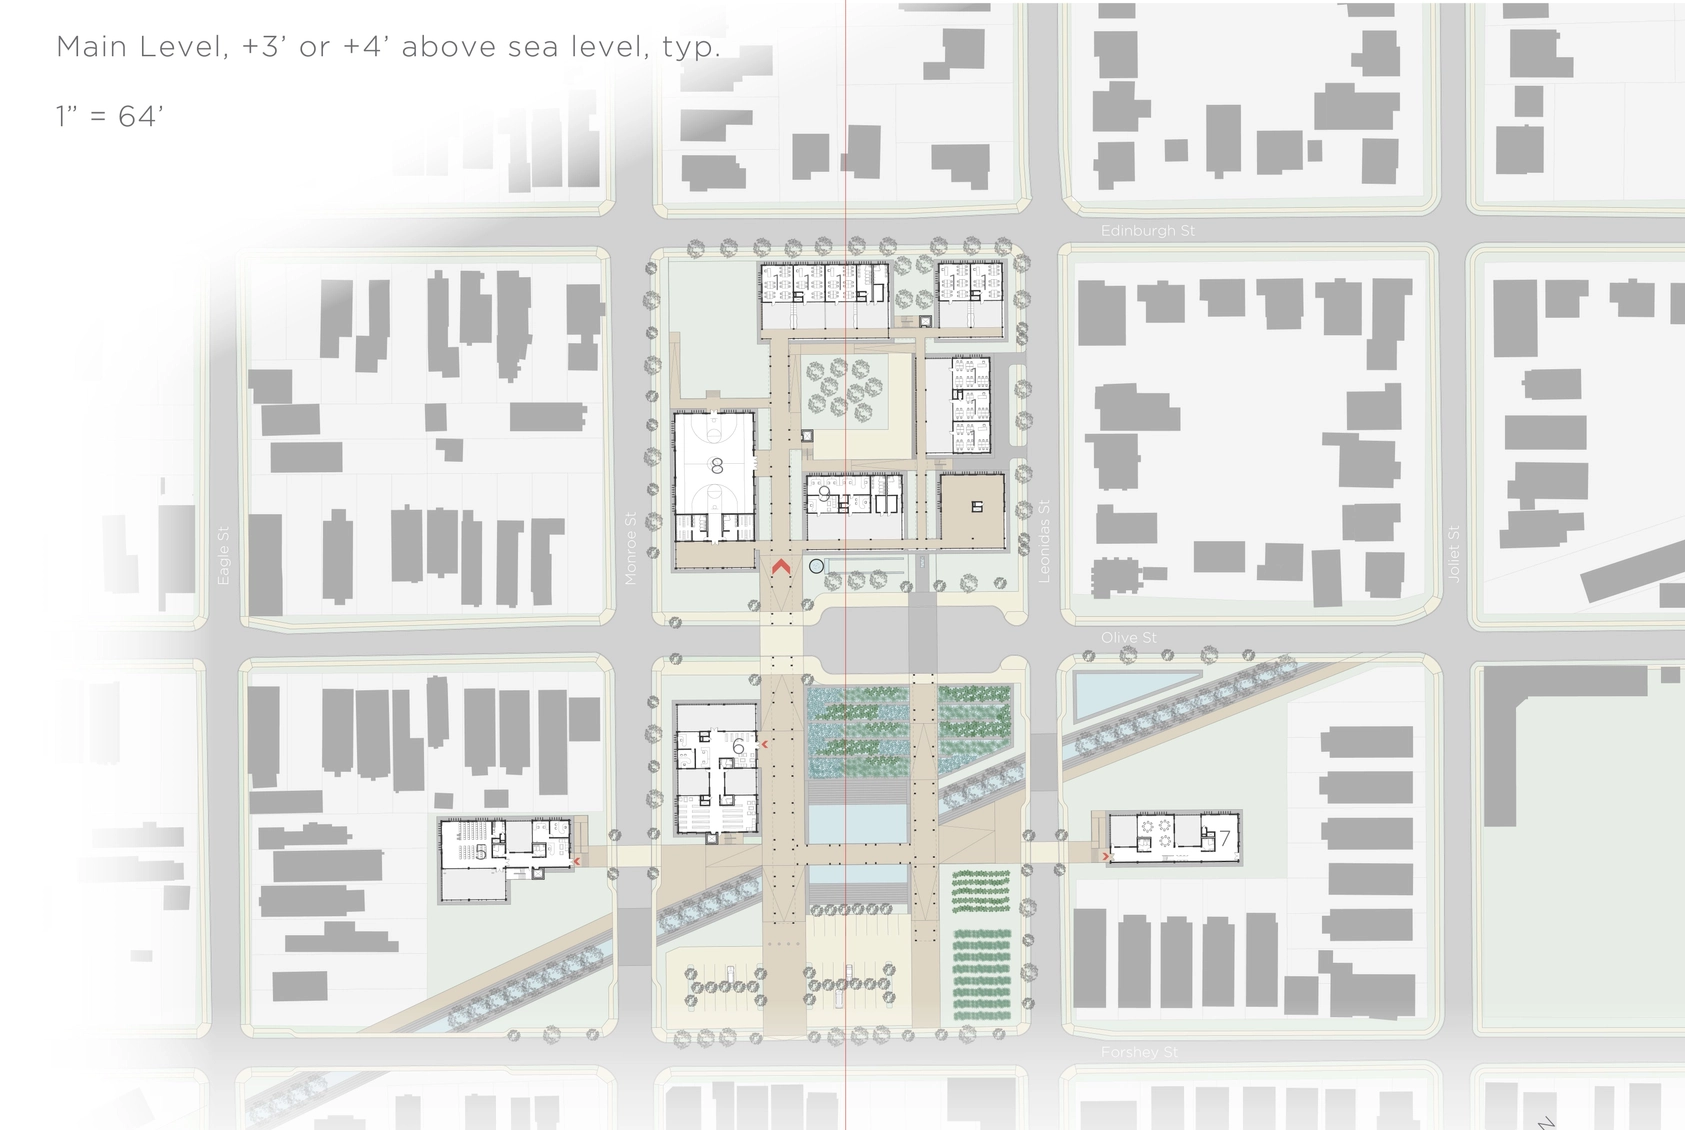 Main Level, +3’ or +4’ above sea level, typ.
1” = 64’
Edinburgh St
8
9
Eagle St
Monroe St
Leonidas St
Joliet St
Olive St
6
5
7
Forshey St
N